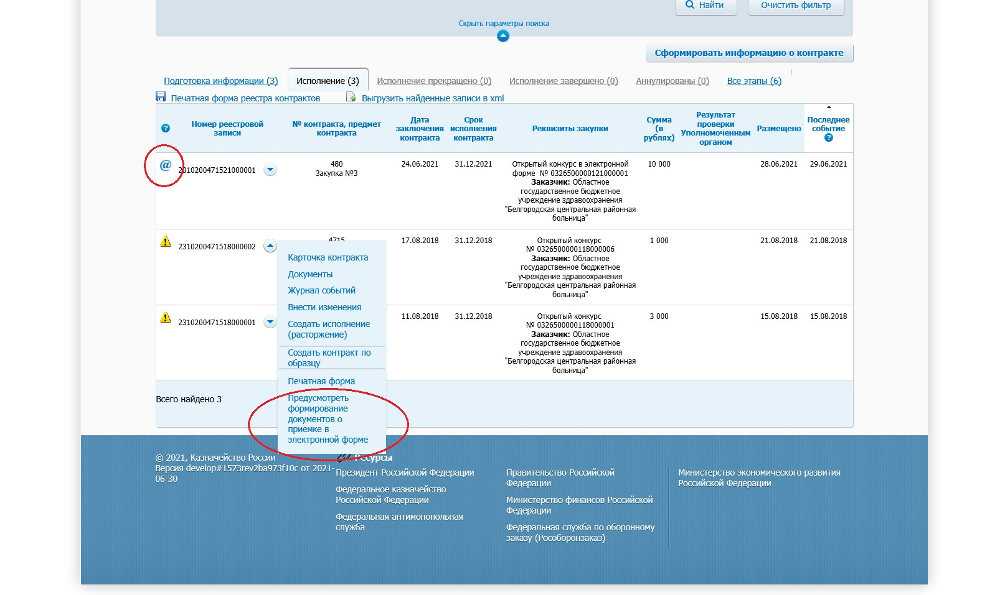 Найти
Очистить фильтр
Скрыть параметры поиска
Сформировать информацию о контракте
Подготовка информации (3)
Исполнение (3)
Исполнение прекращено (0)
Исполнение завершено (0)
Аннулированы (0)
Все этапы (6)
Печатная форма реестра контрактов
Выгрузить найденные записи в xml
?
Номер реестровой
записи
№ контракта, предмет
контракта
Дата
заключения
контракта
Срок
исполнения
контракта
Реквизиты закупки
Сумма
(в
рублях)
Результат
проверки
Уполномоченным
органом
Размещено
Последнее
событие
?
@
2310200471521000001
480
Закупка №3
24.06.2021
31.12.2021
Открытый конкурс в электронной
форме № 0326500000121000001
Заказчик: Областное
государственное бюджетное
учреждение здравоохранения
"Белгородская центральная районная
больница"
10 000
28.06.2021
29.06.2021
2310200471518000002
4715
17.08.2018
31.12.2018
Открытый конкурс
№ 0326500000118000006
Заказчик: Областное
государственное бюджетное
учреждение здравоохранения
"Белгородская центральная районная
больница"
1 000
21.08.2018
21.08.2018
Карточка контракта
Документы
Журнал событий
Внести изменения
Создать исполнение
(расторжение)
Создать контракт по
образцу
Печатная форма
Предусмотреть
формирование
документов о
приемке в
электронной форме
2310200471518000001
11.08.2018
31.12.2018
Открытый конкурс
№ 0326500000118000001
Заказчик: Областное
государственное бюджетное
учреждение здравоохранения
"Белгородская центральная районная
больница"
3 000
15.08.2018
15.08.2018
Всего найдено 3
© 2021, Казначейство России
Версия develop#1573rev2ba973f10c от 2021-
06-30
Ресурсы
Президент Российской Федерации
Федеральное казначейство
Российской Федерации
Федеральная антимонопольная
служба
Правительство Российской
Федерации
Министерство финансов Российской
Федерации
Федеральная служба по оборонному
заказу (Рособоронзаказ)
Министерство экономического развития
Российской Федерации